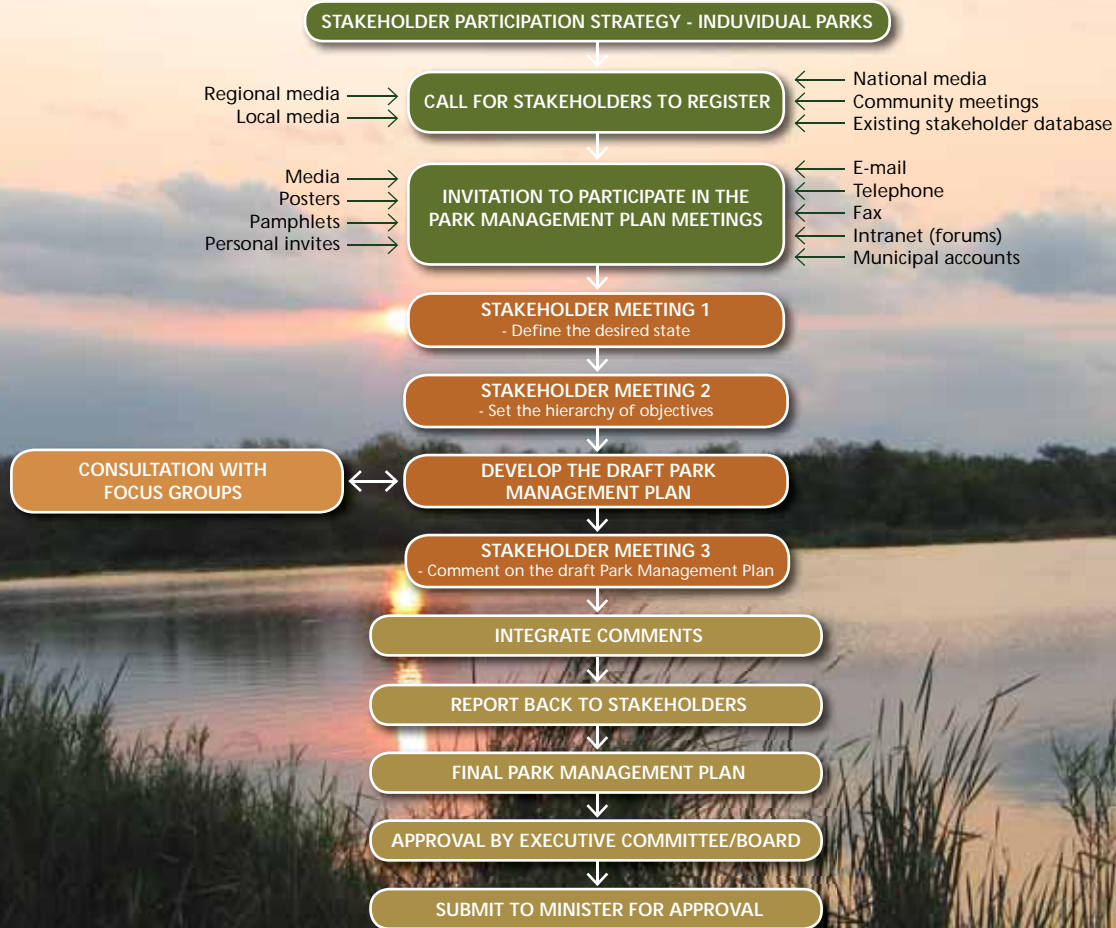 STAKEHOLDER PARTICIPATION STRATEGY - INDUVIDUAL PARKS
Regional media
Local media
CALL FOR STAKEHOLDERS TO REGISTER
National media
Community meetings
Existing stakeholder database
Media
Posters
Pamphlets
Personal invites
INVITATION TO PARTICIPATE IN THE
PARK MANAGEMENT PLAN MEETINGS
E-mail
Telephone
Fax
Intranet (forums)
Municipal accounts
STAKEHOLDER MEETING 1
- Define the desired state
STAKEHOLDER MEETING 2
- Set the hierarchy of objectives
CONSULTATION WITH
FOCUS GROUPS
DEVELOP THE DRAFT PARK
MANAGEMENT PLAN
STAKEHOLDER MEETING 3
- Comment on the draft Park Management Plan
INTEGRATE COMMENTS
REPORT BACK TO STAKEHOLDERS
FINAL PARK MANAGEMENT PLAN
APPROVAL BY EXECUTIVE COMMITTEE/BOARD
SUBMIT TO MINISTER FOR APPROVAL